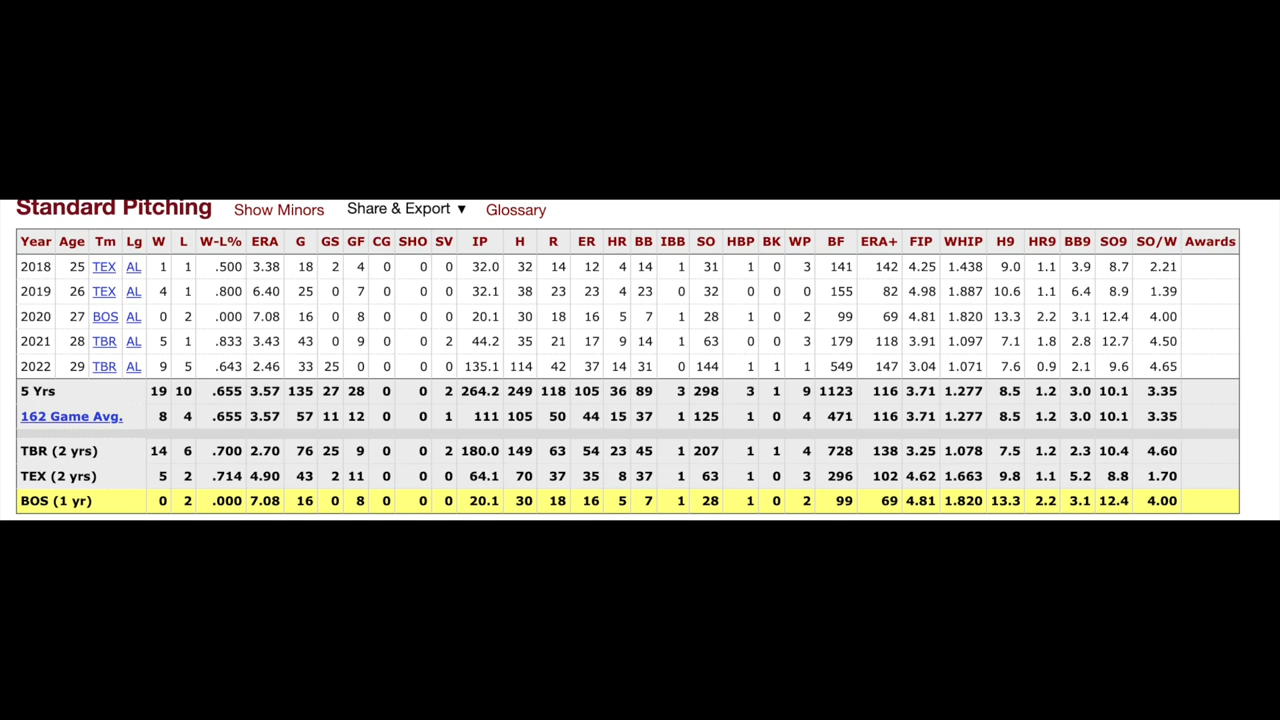 Standard Pitching Show Minors Share & Export ▼ Glossary
Year Age Tm Lg W L W-L% ERA G GS GF CG SHO SV IP H R ER HR BB IBB SO HBP BK WP BF ERA+ FIP WHIP H9 HR9 BB9 SO9 SO/W Awards
2018 25 TEX AL 1 1 .500 3.38 18 2 4 0 0 0 32.0 32 14 12 4 14 1 31 1 0 3 141 142 4.25 1.438 9.0 1.1 3.9 8.7 2.21
2019 26 TEX AL 4 1 .800 6.40 25 0 7 0 0 0 32.1 38 23 23 4 23 0 32 0 0 0 155 82 4.98 1.887 10.6 1.1 6.4 8.9 1.39
2020 27 BOS AL 0 2 .000 7.08 16 0 8 0 0 0 20.1 30 18 16 5 7 1 28 1 0 2 99 69 4.81 1.820 13.3 2.2 3.1 12.4 4.00
2021 28 TBR AL 5 1 .833 3.43 43 0 9 0 0 2 44.2 35 21 17 9 14 1 63 0 0 3 179 118 3.91 1.097 7.1 1.8 2.8 12.7 4.50
2022 29 TBR AL 9 5 .643 2.46 33 25 0 0 0 0 135.1 114 42 37 14 31 0 144 1 1 1 549 147 3.04 1.071 7.6 0.9 2.1 9.6 4.65
5 Yrs 19 10 .655 3.57 135 27 28 0 0 2 264.2 249 118 105 36 89 3 298 3 1 9 1123 116 3.71 1.277 8.5 1.2 3.0 10.1 3.35
162 Game Avg. 8 4 .655 3.57 57 11 12 0 0 1 111 105 50 44 15 37 1 125 1 0 4 471 116 3.71 1.277 8.5 1.2 3.0 10.1 3.35
TBR (2 yrs) 14 6 .700 2.70 76 25 9 0 0 2 180.0 149 63 54 23 45 1 207 1 1 4 728 138 3.25 1.078 7.5 1.2 2.3 10.4 4.60
TEX (2 yrs) 5 2 .714 4.90 43 2 11 0 0 0 64.1 70 37 35 8 37 1 63 1 0 3 296 102 4.62 1.663 9.8 1.1 5.2 8.8 1.70
BOS (1 yr) 0 2 .000 7.08 16 0 8 0 0 0 20.1 30 18 16 5 7 1 28 1 0 2 99 69 4.81 1.820 13.3 2.2 3.1 12.4 4.00